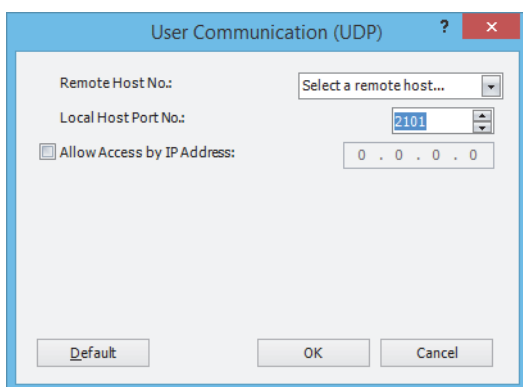 User Communication (UDP) ? ×
Remote Host No.: Select a remote host...
Local Host Port No.: 2101
Allow Access by IP Address: 0 . 0 . 0 . 0
Default OK Cancel